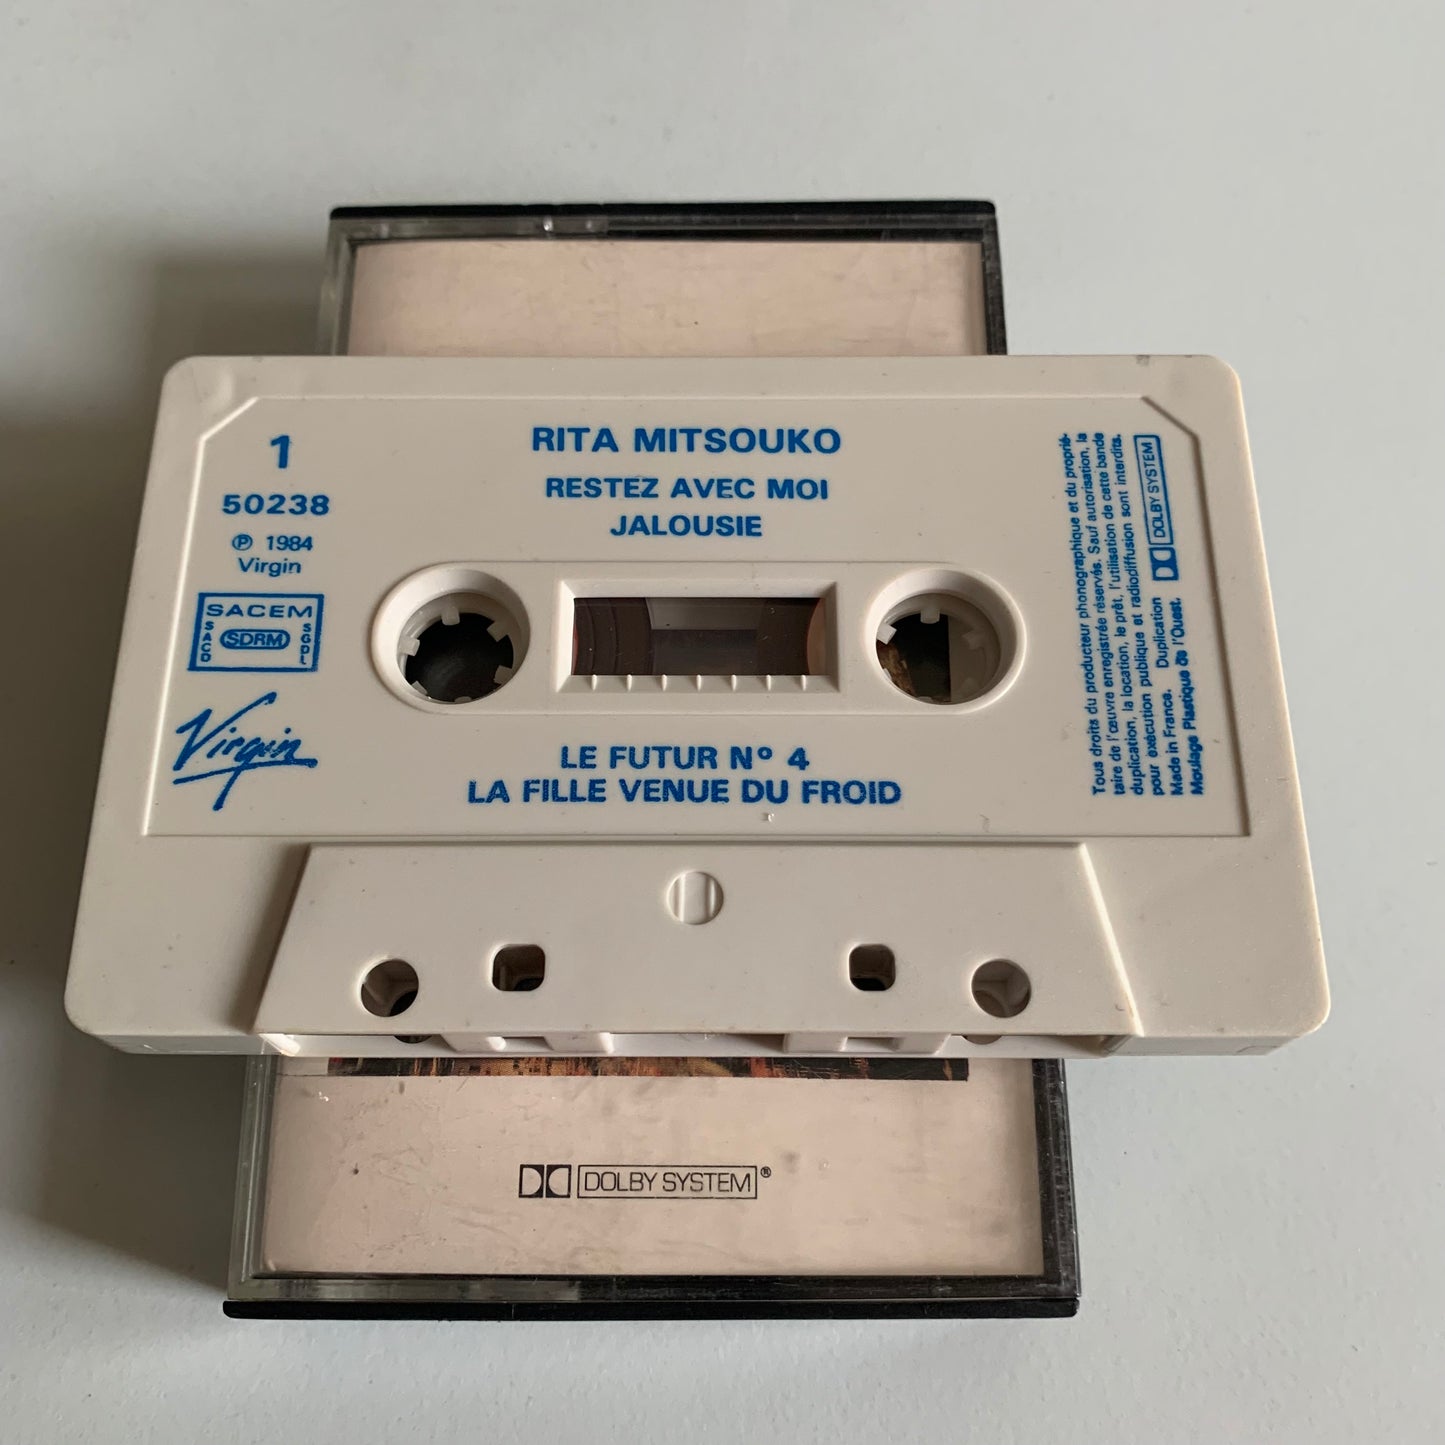 RITA MITSOUKO
RESTEZ AVEC MOI
JALOUSIE
1
50238
℗ 1984
Virgin
SACEM
SACD
SDRM
SGDL
Virgin
LE FUTUR Nº 4
LA FILLE VENUE DU FROID
Tous droits du producteur phonographique et du proprié-
taire de l'œuvre enregistrée réservés. Sauf autorisation, la
duplication, la location, le prêt, l'utilisation de cette bande
pour exécution publique et radiodiffusion sont interdits.
Made in France. Duplication
Moulage Plastique de l'Ouest.
DOLBY SYSTEM
DOLBY SYSTEM®